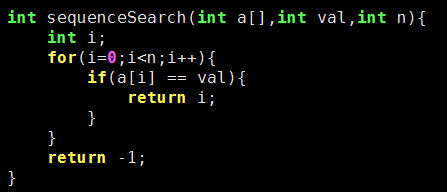 int sequenceSearch(int a[],int val,int n){
    int i;
    for(i=0;i<n;i++){
        if(a[i] == val){
            return i;
        }
    }
    return -1;
}